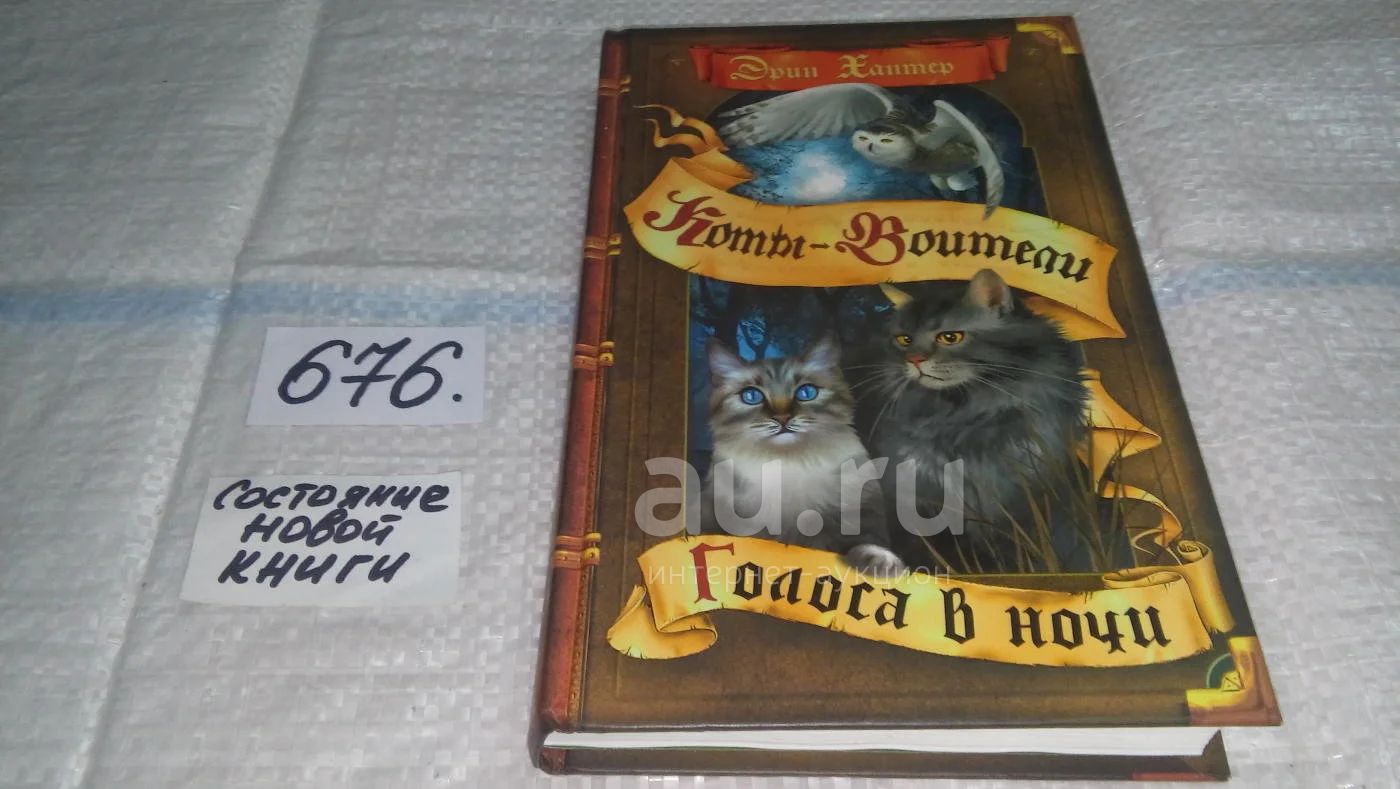 Эрин Хантер
Коты-Воители
676.
состояние
новой
книги
au.ru
интернет-аукцион
Голоса в ночи